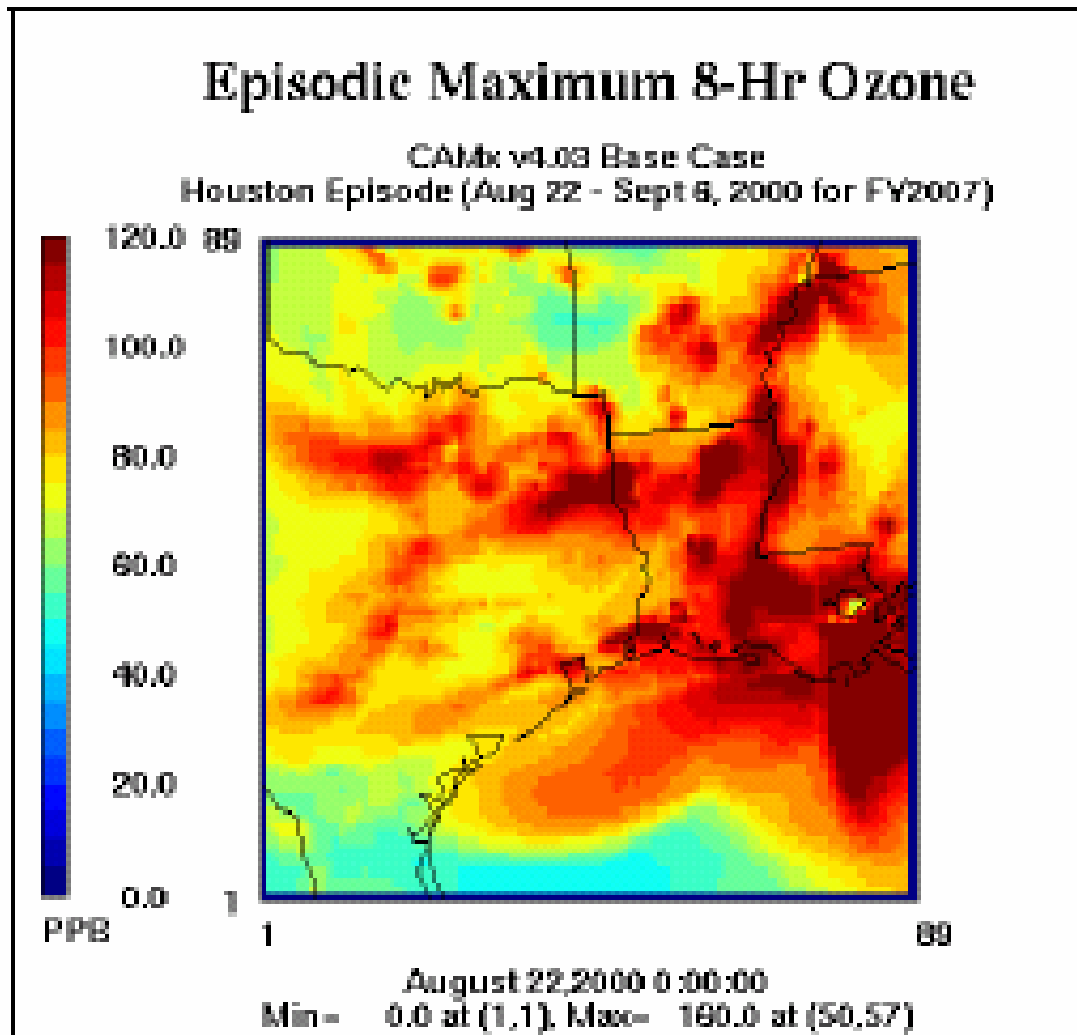 Episodic Maximum 8-Hr Ozone
CAMx v4.03 Base Case
Houston Episode (Aug 22 - Sept 6, 2000 for FY2007)
120.0
89
100.0
80.0
60.0
40.0
20.0
0.0
1
PPB
1
89
August 22,2000 0:00:00
Min= 0.0 at (1,1), Max= 160.0 at (50,57)